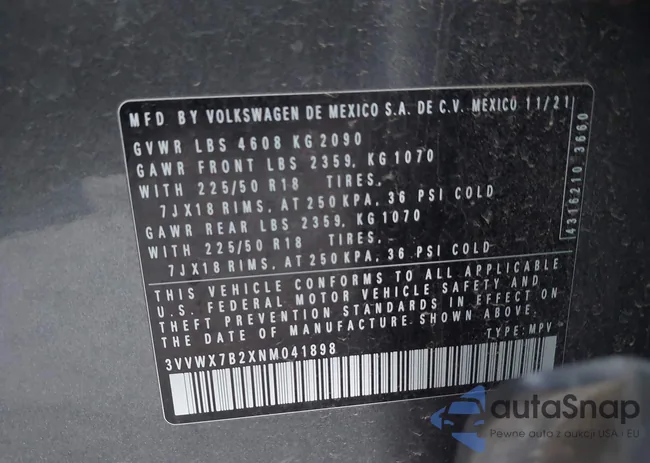 MFD BY VOLKSWAGEN DE MEXICO S.A. DE C.V. MEXICO 11/21
GVWR LBS 4608 KG 2090
GAWR FRONT LBS 2359, KG 1070
WITH 225/50 R18 TIRES,
7JX18 RIMS, AT 250 KPA, 36 PSI COLD
GAWR REAR LBS 2359, KG 1070
WITH 225/50 R18 TIRES,
7JX18 RIMS, AT 250 KPA, 36 PSI COLD
THIS VEHICLE CONFORMS TO ALL APPLICABLE
U.S. FEDERAL MOTOR VEHICLE SAFETY AND
THEFT PREVENTION STANDARDS IN EFFECT ON
THE DATE OF MANUFACTURE SHOWN ABOVE.
3VVWX7B2XNM041898 TYPE: MPV
4316210 3660
autaSnap
Pewne auta z aukcji USA i EU